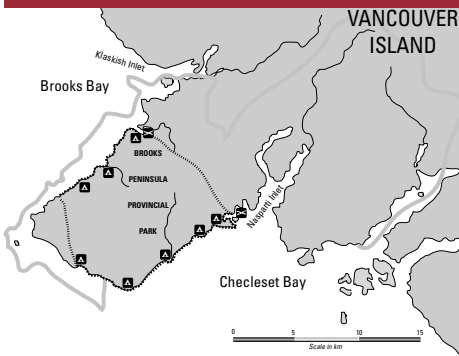 VANCOUVER
ISLAND
Klaskish Inlet
Brooks Bay
BROOKS
PENINSULA
PROVINCIAL
PARK
Nasparti Inlet
Checleset Bay
0 5 10 15
Scale in km